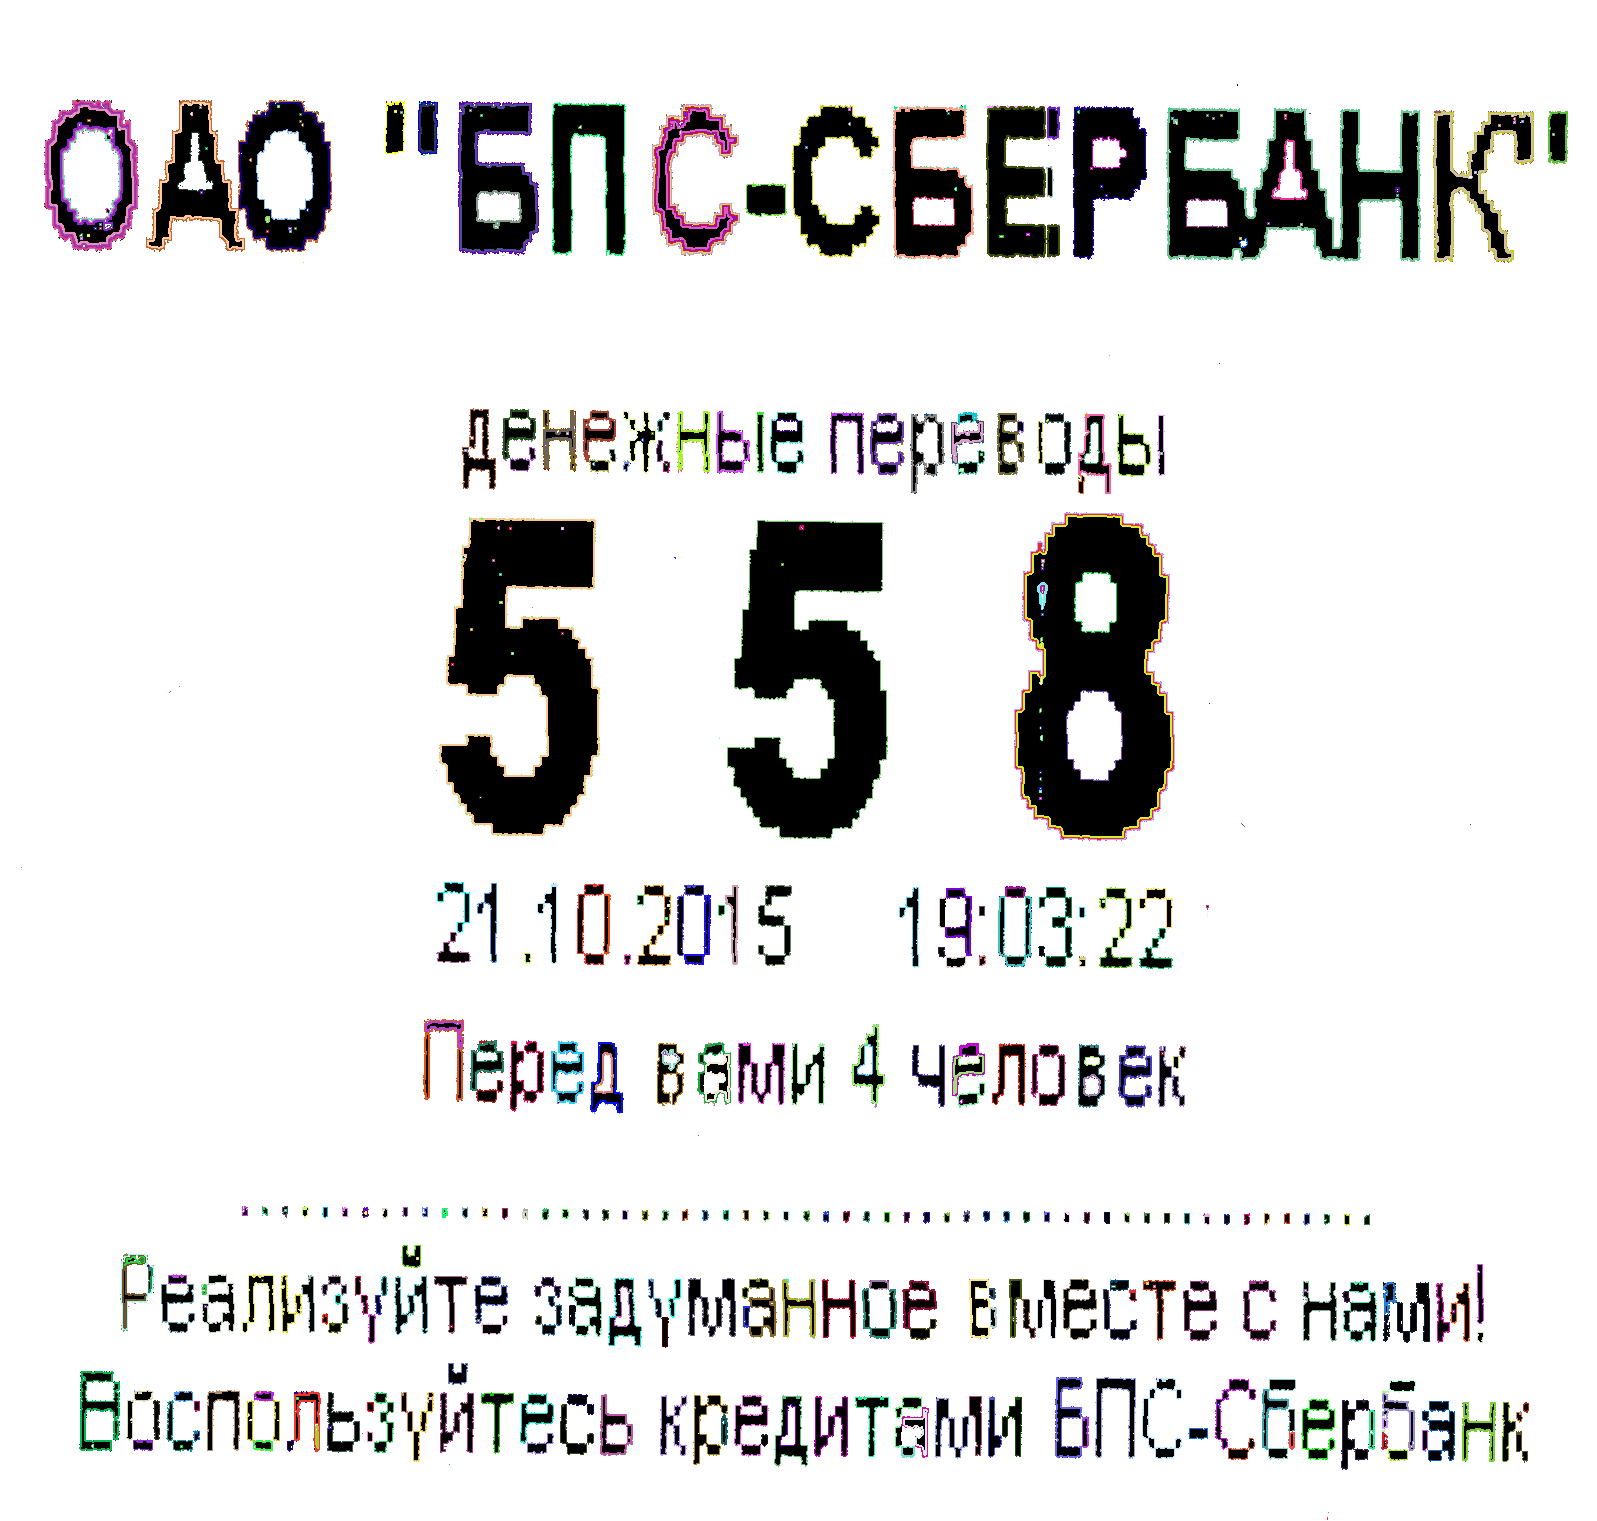 ОАО "БПС-СБЕРБАНК"
денежные переводы
558
21.10.2015 19:03:22
Перед вами 4 человек
Реализуйте задуманное вместе с нами!
Воспользуйтесь кредитами БПС-Сбербанк